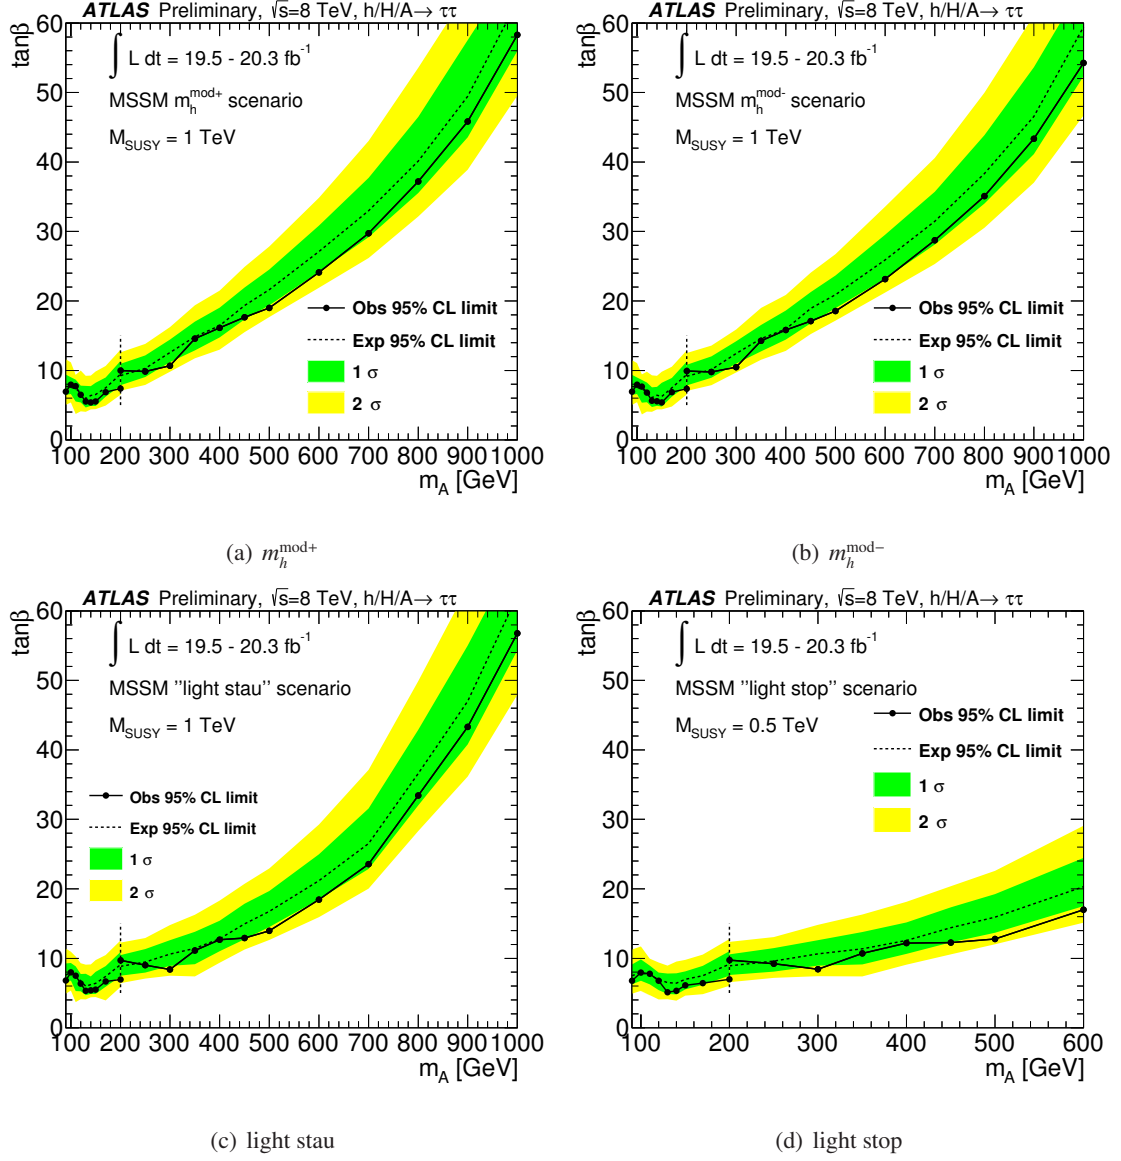 ATLAS Preliminary, √s=8 TeV, h/H/A→ ττ
tanβ
∫ L dt = 19.5 - 20.3 fb⁻¹
MSSM m_h^mod+ scenario
M_SUSY = 1 TeV
Obs 95% CL limit
Exp 95% CL limit
1 σ
2 σ
60
50
40
30
20
10
0
100 200 300 400 500 600 700 800 900 1000
m_A [GeV]
(a) m_h^mod+
ATLAS Preliminary, √s=8 TeV, h/H/A→ ττ
tanβ
∫ L dt = 19.5 - 20.3 fb⁻¹
MSSM m_h^mod- scenario
M_SUSY = 1 TeV
Obs 95% CL limit
Exp 95% CL limit
1 σ
2 σ
60
50
40
30
20
10
0
100 200 300 400 500 600 700 800 900 1000
m_A [GeV]
(b) m_h^mod−
ATLAS Preliminary, √s=8 TeV, h/H/A→ ττ
tanβ
∫ L dt = 19.5 - 20.3 fb⁻¹
MSSM "light stau" scenario
M_SUSY = 1 TeV
Obs 95% CL limit
Exp 95% CL limit
1 σ
2 σ
60
50
40
30
20
10
0
100 200 300 400 500 600 700 800 900 1000
m_A [GeV]
(c) light stau
ATLAS Preliminary, √s=8 TeV, h/H/A→ ττ
tanβ
∫ L dt = 19.5 - 20.3 fb⁻¹
MSSM "light stop" scenario
M_SUSY = 0.5 TeV
Obs 95% CL limit
Exp 95% CL limit
1 σ
2 σ
60
50
40
30
20
10
0
100 200 300 400 500 600
m_A [GeV]
(d) light stop